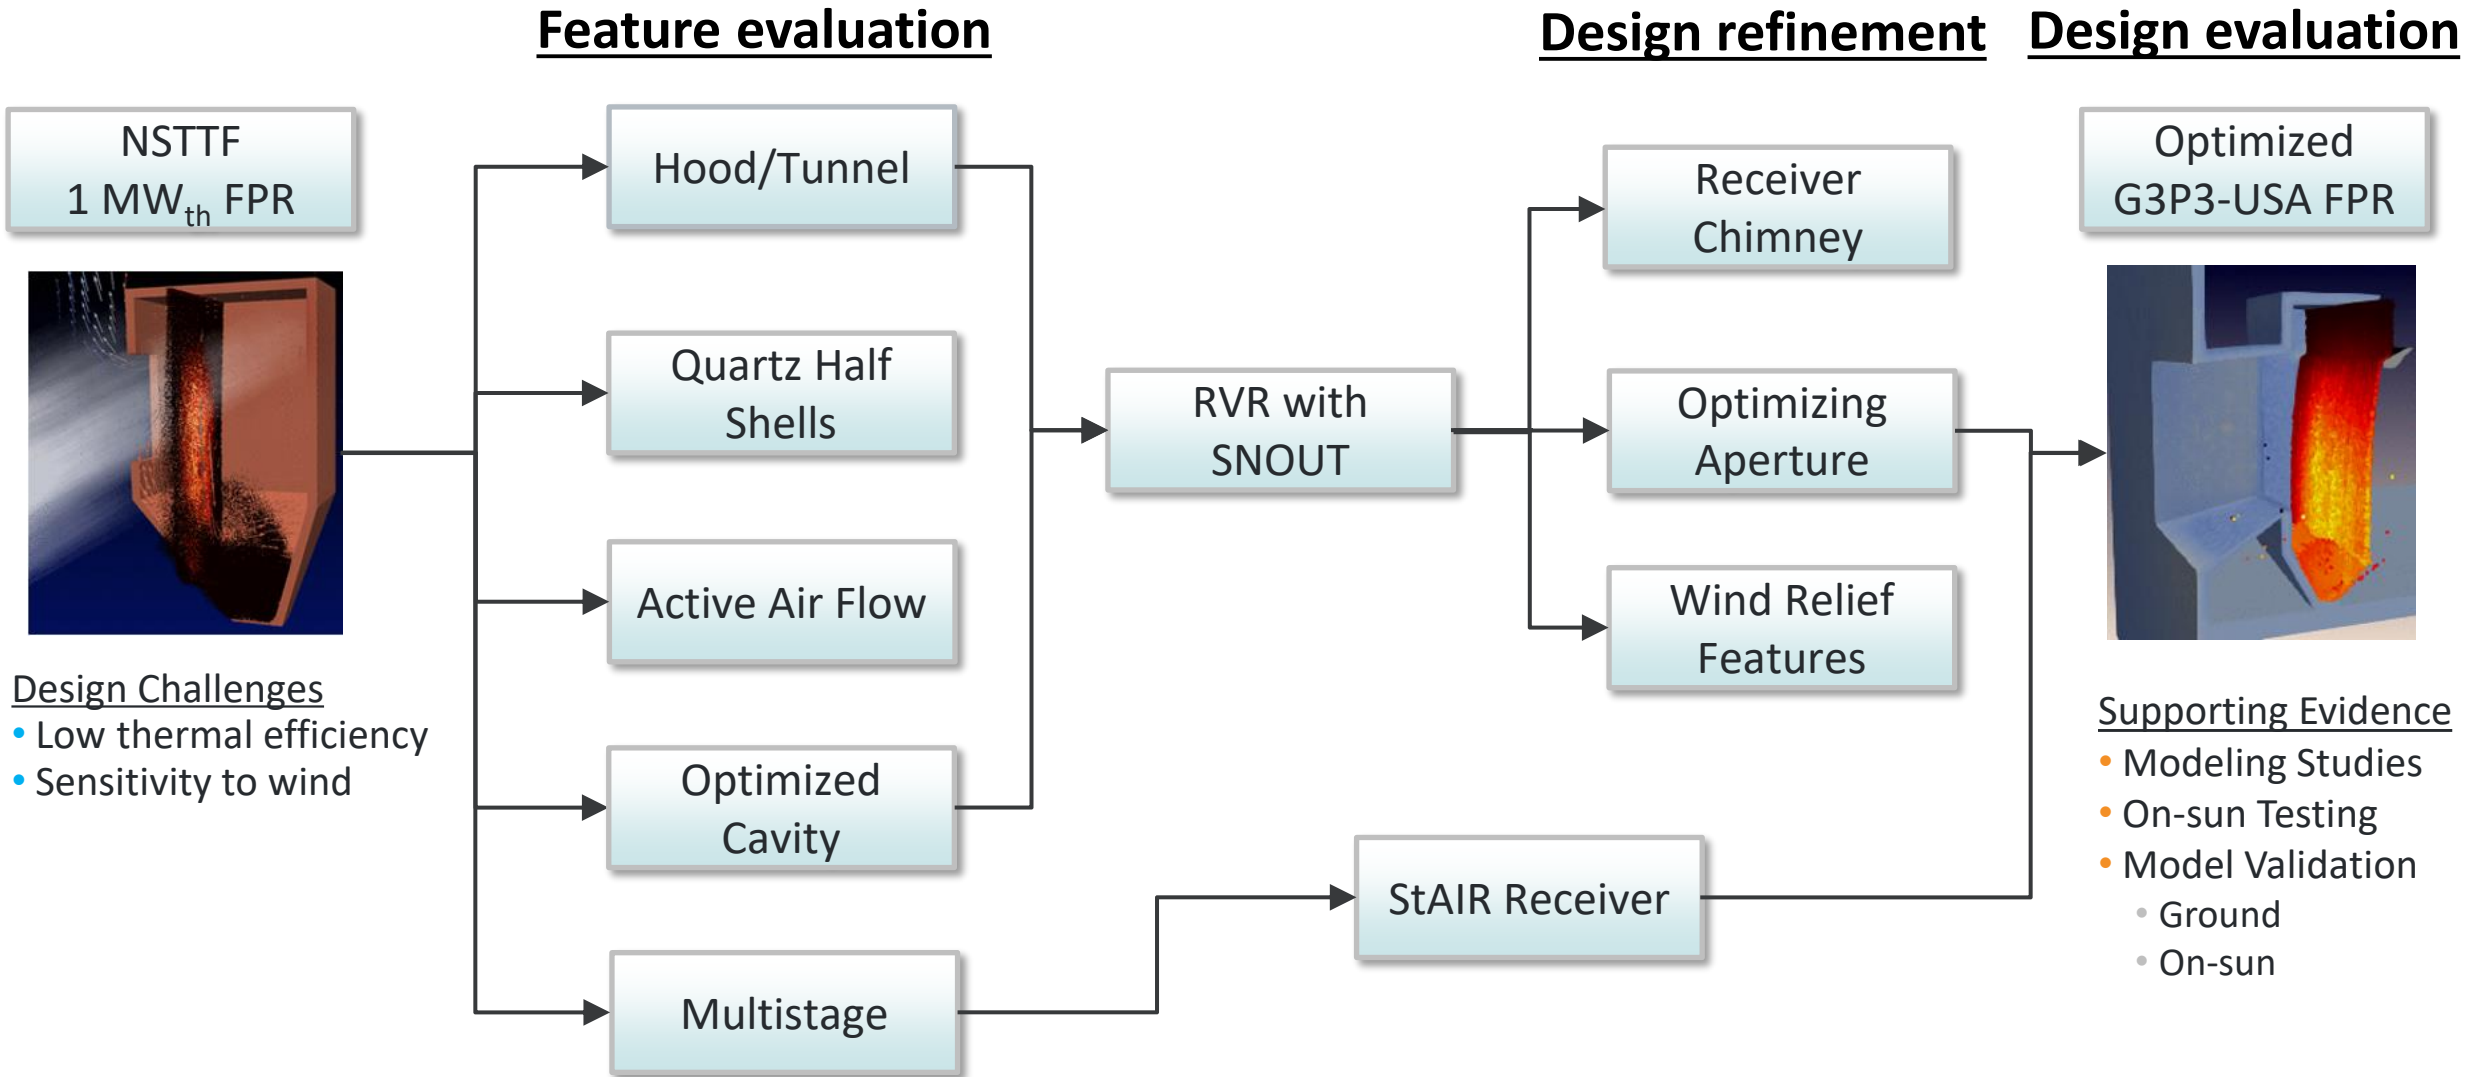 Feature evaluation
Design refinement
Design evaluation
NSTTF
1 MWth FPR
Design Challenges
• Low thermal efficiency
• Sensitivity to wind
Hood/Tunnel
Quartz Half
Shells
Active Air Flow
Optimized
Cavity
Multistage
RVR with
SNOUT
StAIR Receiver
Receiver
Chimney
Optimizing
Aperture
Wind Relief
Features
Optimized
G3P3-USA FPR
Supporting Evidence
• Modeling Studies
• On-sun Testing
• Model Validation
• Ground
• On-sun